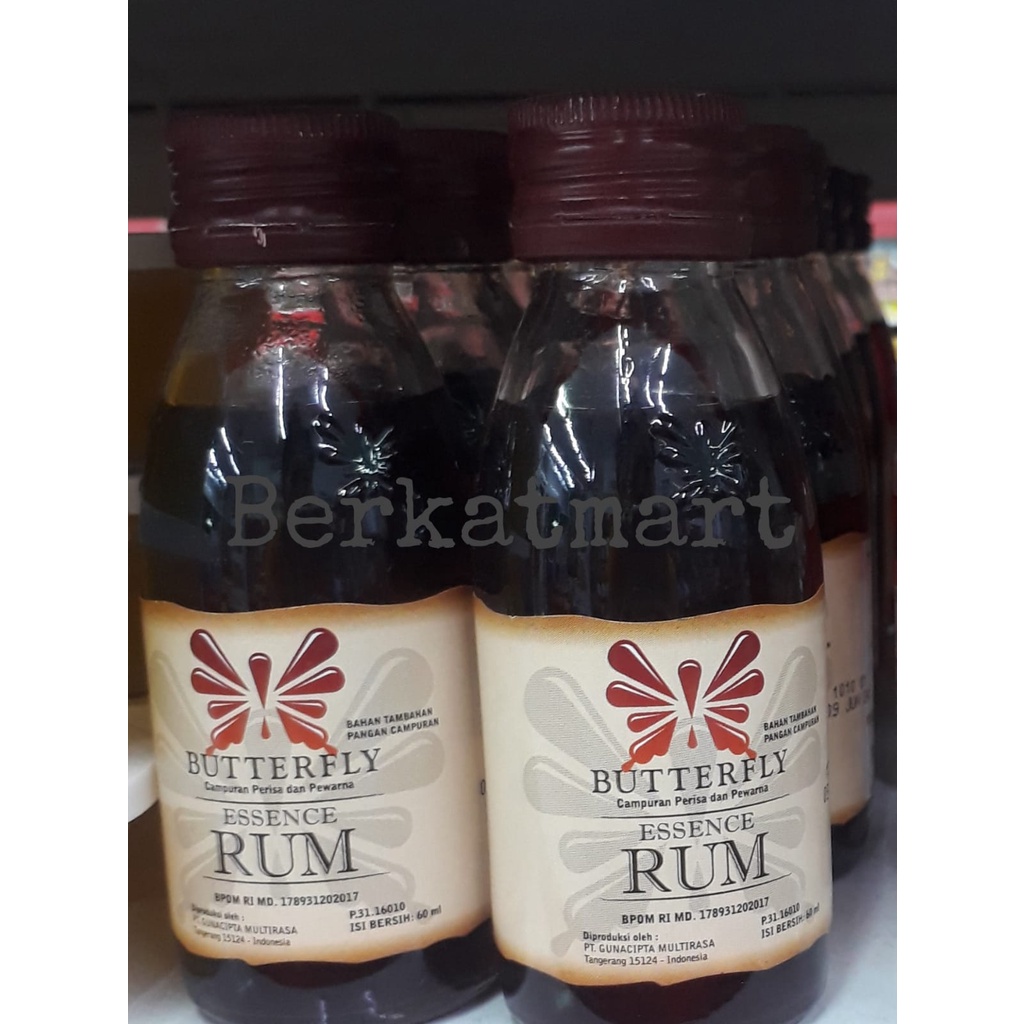 Berkatmart
BAHAN TAMBAHAN
PANGAN CAMPURAN
BUTTERFLY
Campuran Perisa dan Pewarna
ESSENCE
RUM
BPOM RI MD. 178931202017
P.31.16010
ISI BERSIH: 60 ml
Diproduksi oleh :
PT. GUNACIPTA MULTIRASA
Tangerang 15124 - Indonesia
BAHAN TAMBAHAN
PANGAN CAMPURAN
BUTTERFLY
Campuran Perisa dan Pewarna
ESSENCE
RUM
BPOM RI MD. 178931202017
P.31.16010
ISI BERSIH: 60 ml
Diproduksi oleh :
PT. GUNACIPTA MULTIRASA
Tangerang 15124 - Indonesia